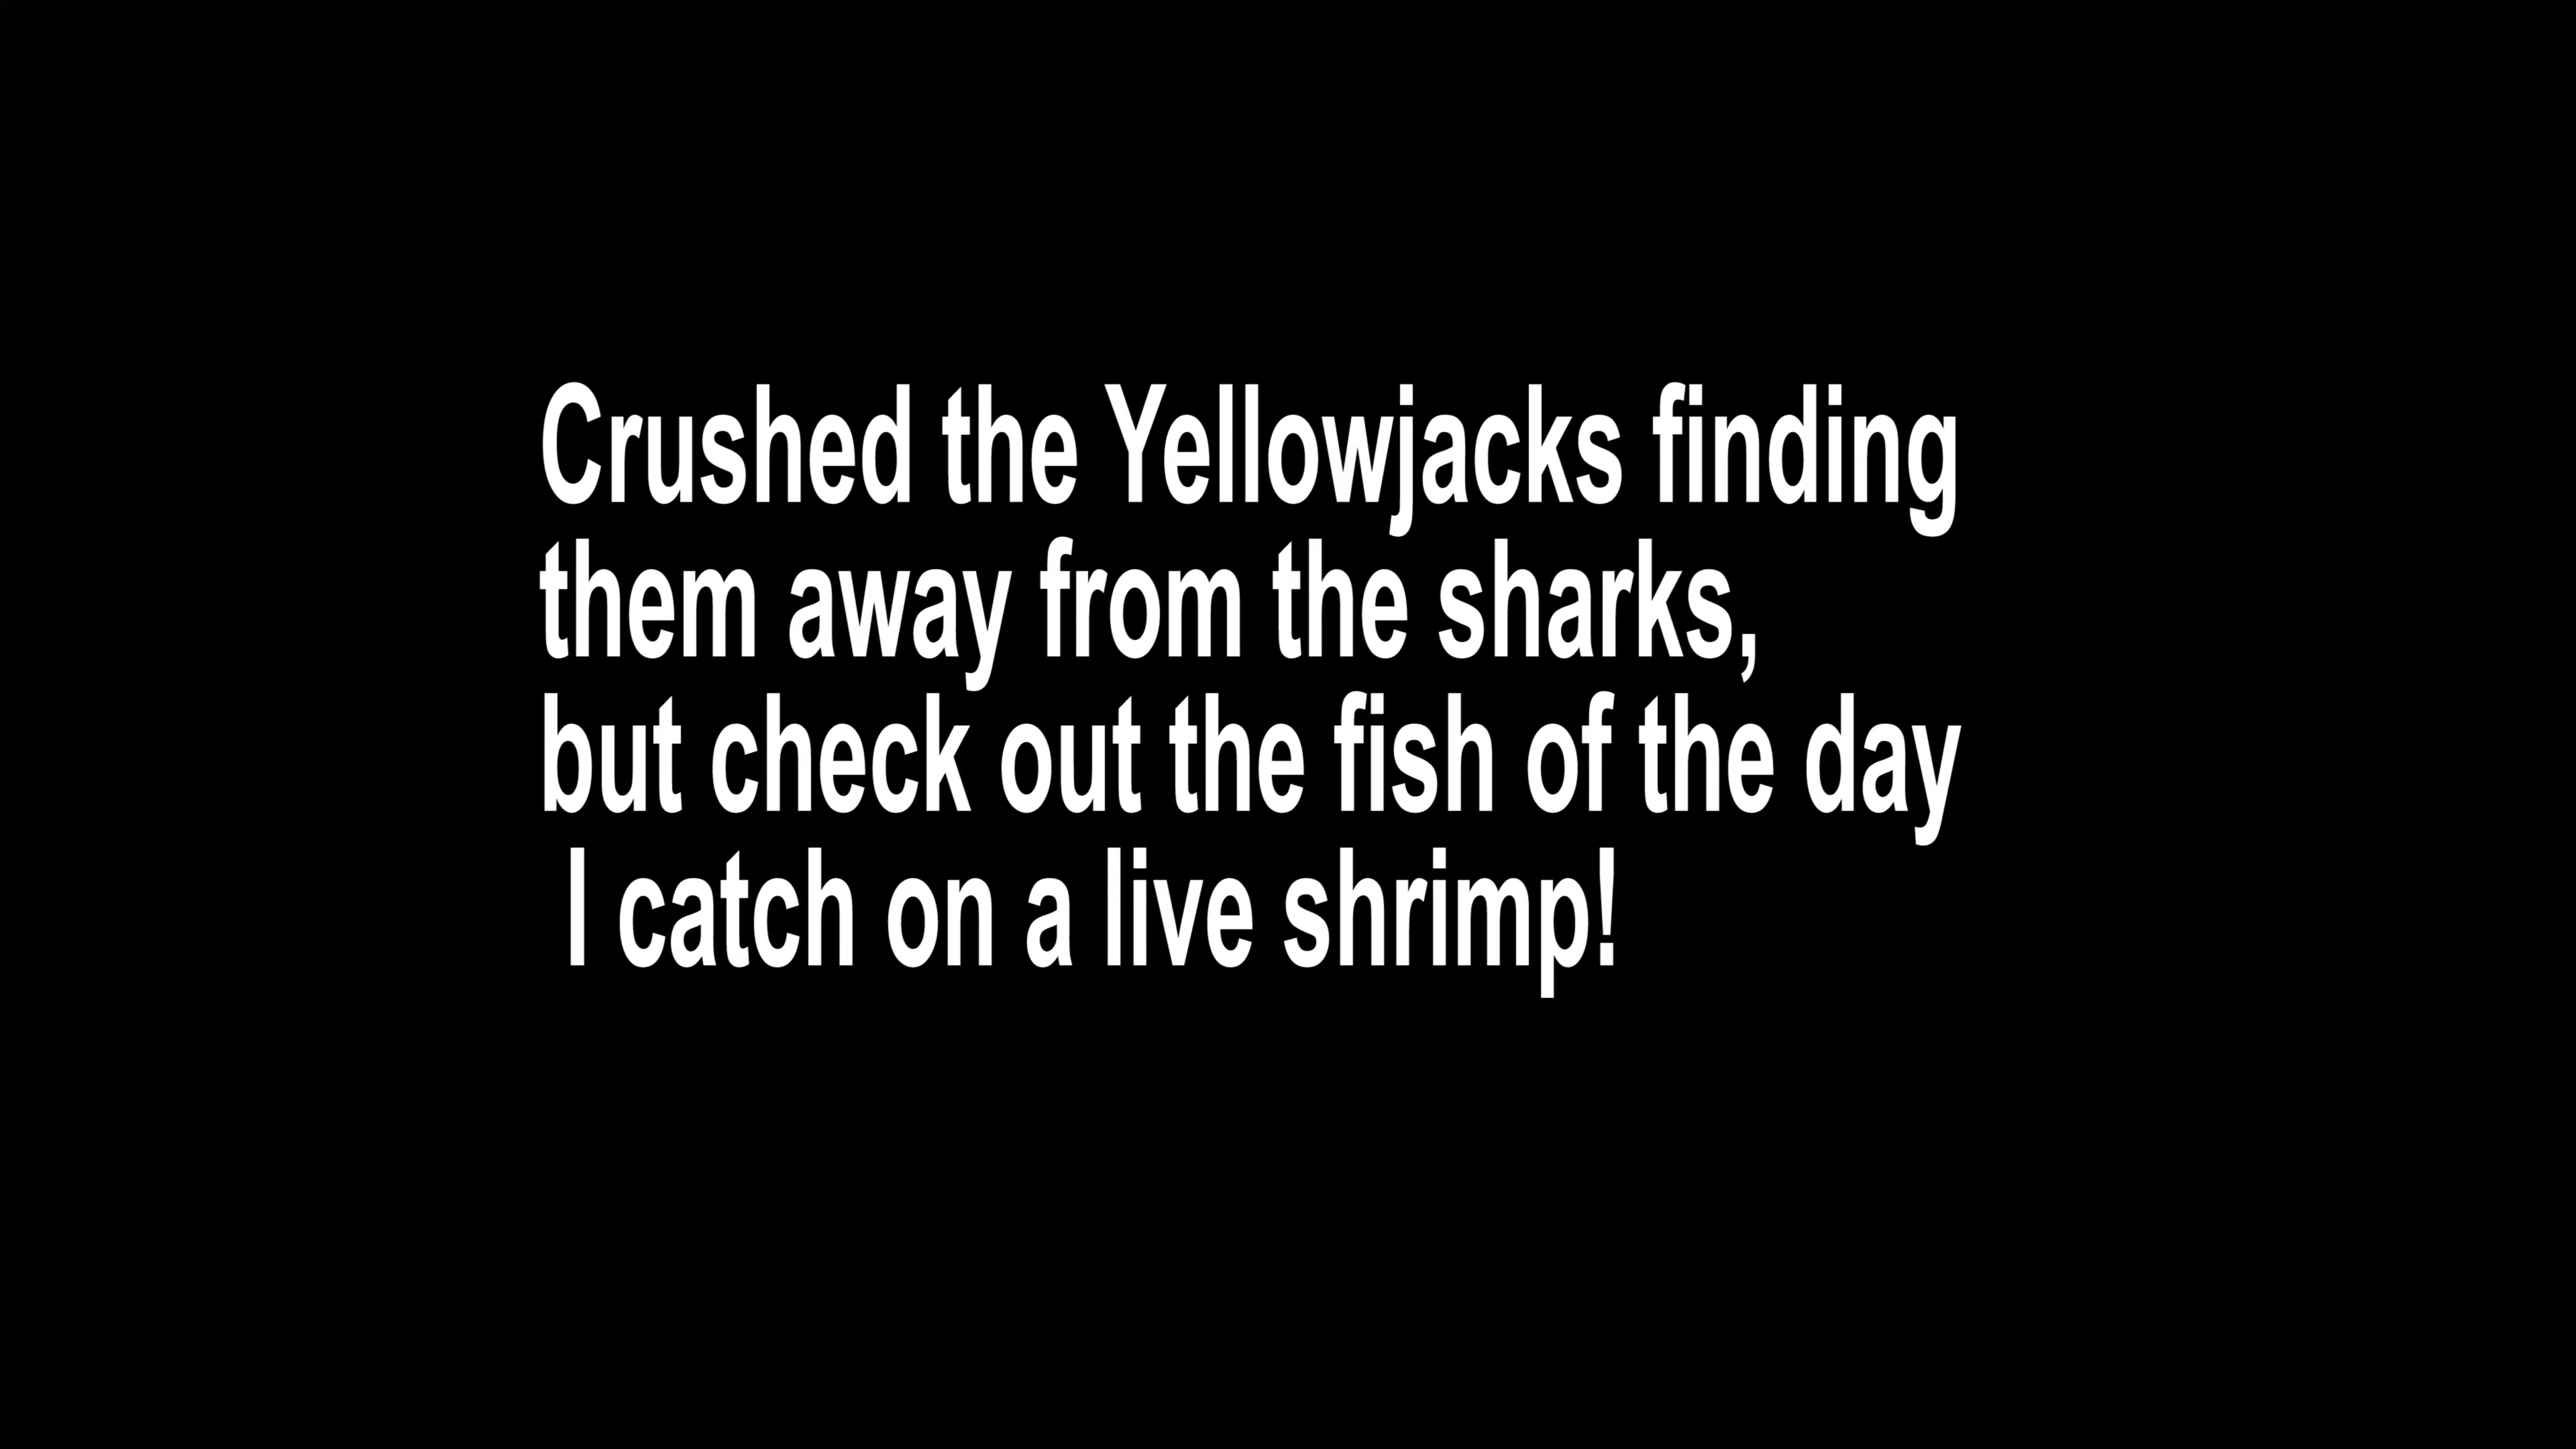 Crushed the Yellowjacks finding
them away from the sharks,
but check out the fish of the day
I catch on a live shrimp!